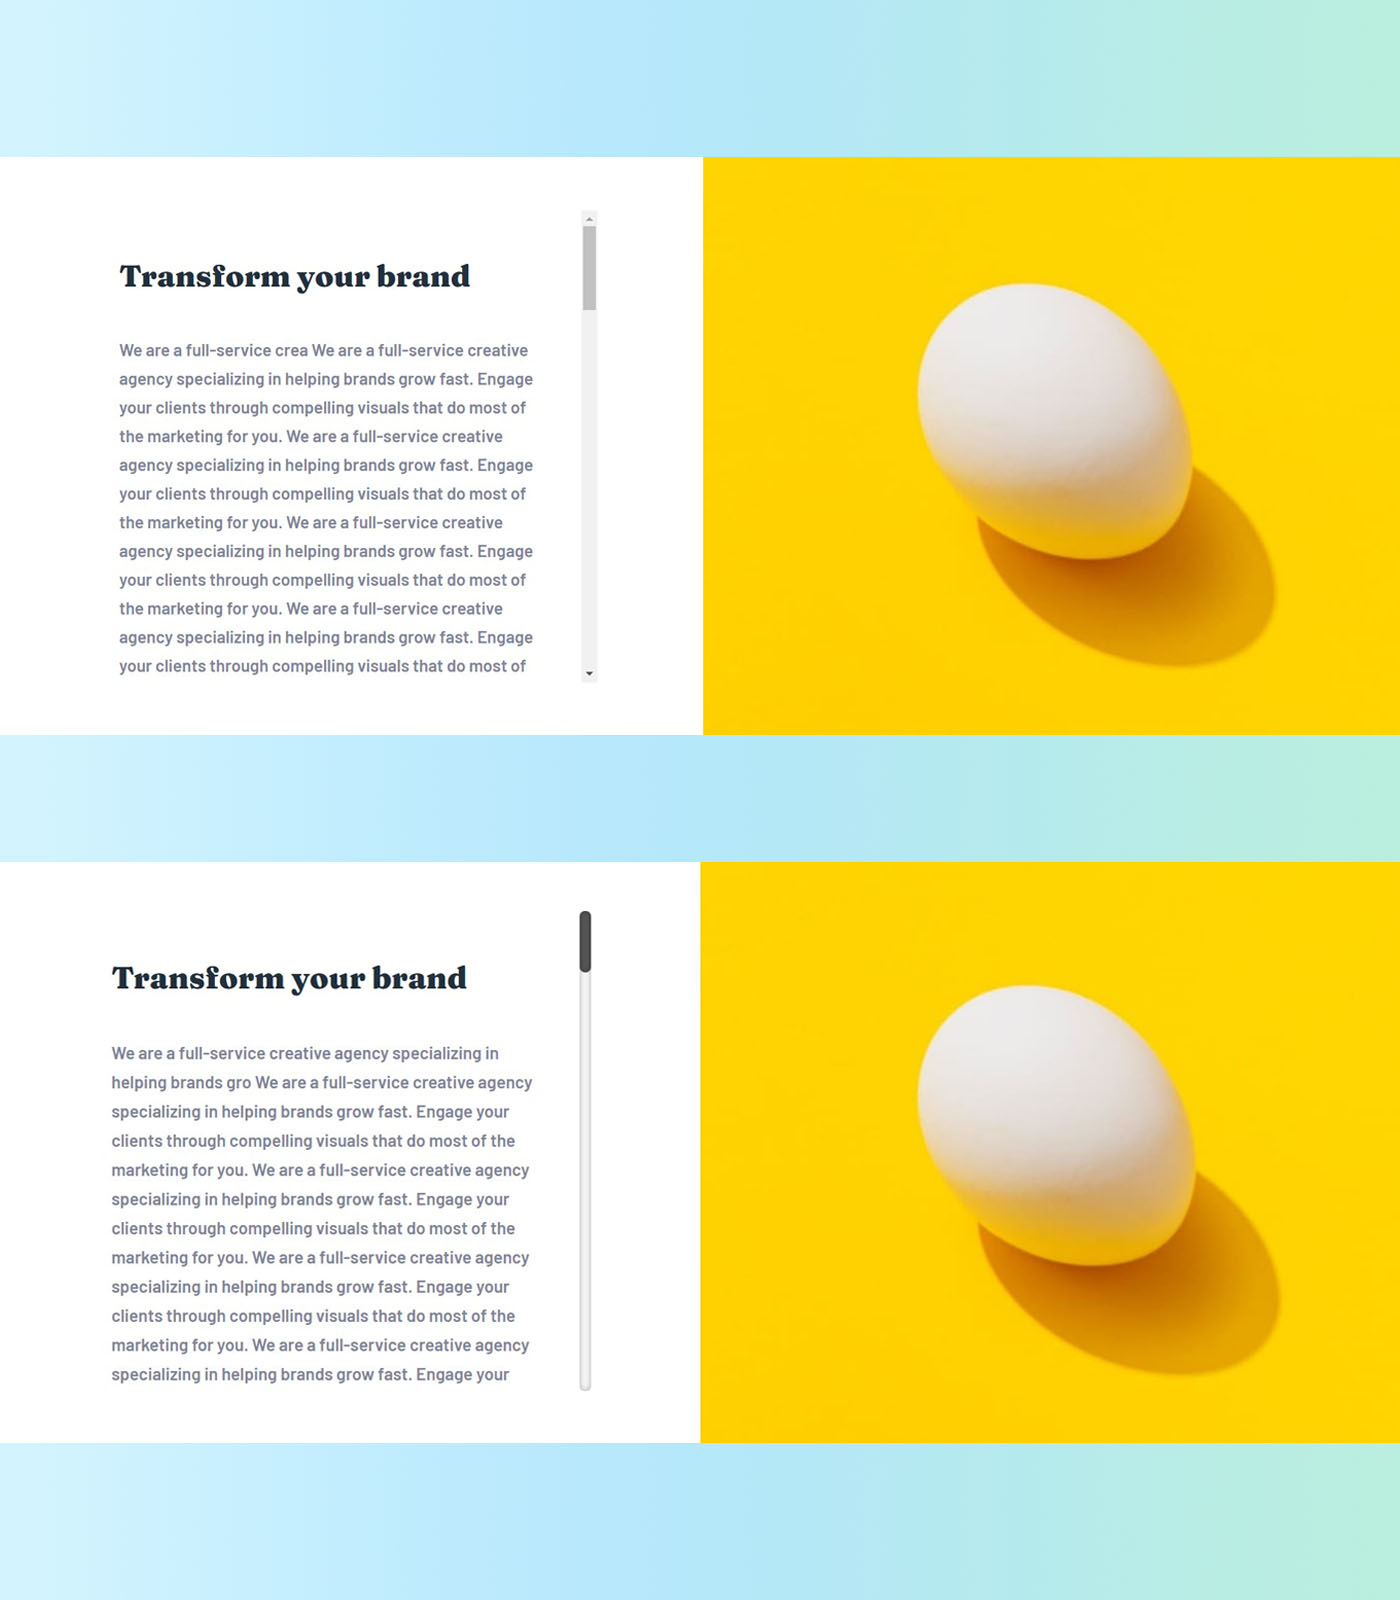 Transform your brand
We are a full-service crea We are a full-service creative
agency specializing in helping brands grow fast. Engage
your clients through compelling visuals that do most of
the marketing for you. We are a full-service creative
agency specializing in helping brands grow fast. Engage
your clients through compelling visuals that do most of
the marketing for you. We are a full-service creative
agency specializing in helping brands grow fast. Engage
your clients through compelling visuals that do most of
the marketing for you. We are a full-service creative
agency specializing in helping brands grow fast. Engage
your clients through compelling visuals that do most of
Transform your brand
We are a full-service creative agency specializing in
helping brands gro We are a full-service creative agency
specializing in helping brands grow fast. Engage your
clients through compelling visuals that do most of the
marketing for you. We are a full-service creative agency
specializing in helping brands grow fast. Engage your
clients through compelling visuals that do most of the
marketing for you. We are a full-service creative agency
specializing in helping brands grow fast. Engage your
clients through compelling visuals that do most of the
marketing for you. We are a full-service creative agency
specializing in helping brands grow fast. Engage your